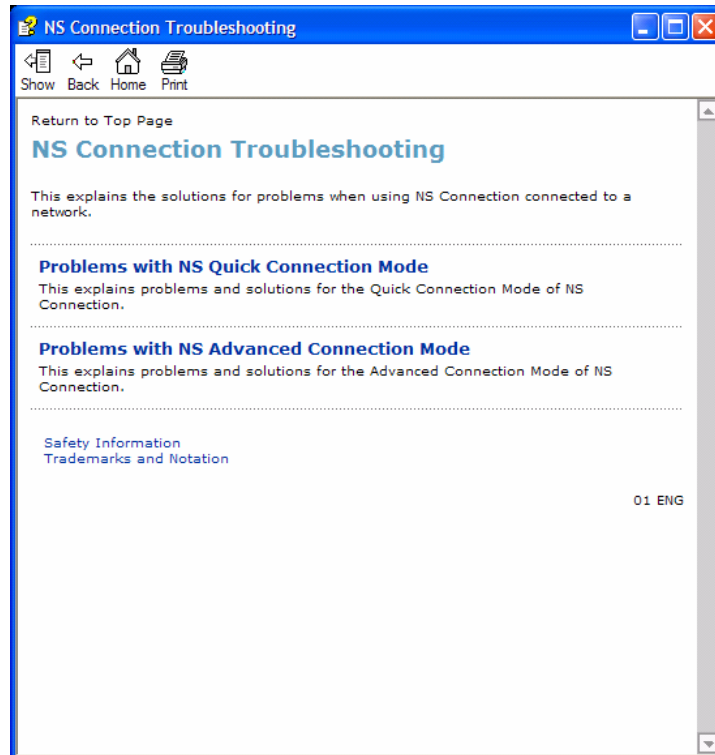 NS Connection Troubleshooting
Show Back Home Print
Return to Top Page
NS Connection Troubleshooting
This explains the solutions for problems when using NS Connection connected to a
network.
Problems with NS Quick Connection Mode
This explains problems and solutions for the Quick Connection Mode of NS
Connection.
Problems with NS Advanced Connection Mode
This explains problems and solutions for the Advanced Connection Mode of NS
Connection.
Safety Information
Trademarks and Notation
01 ENG